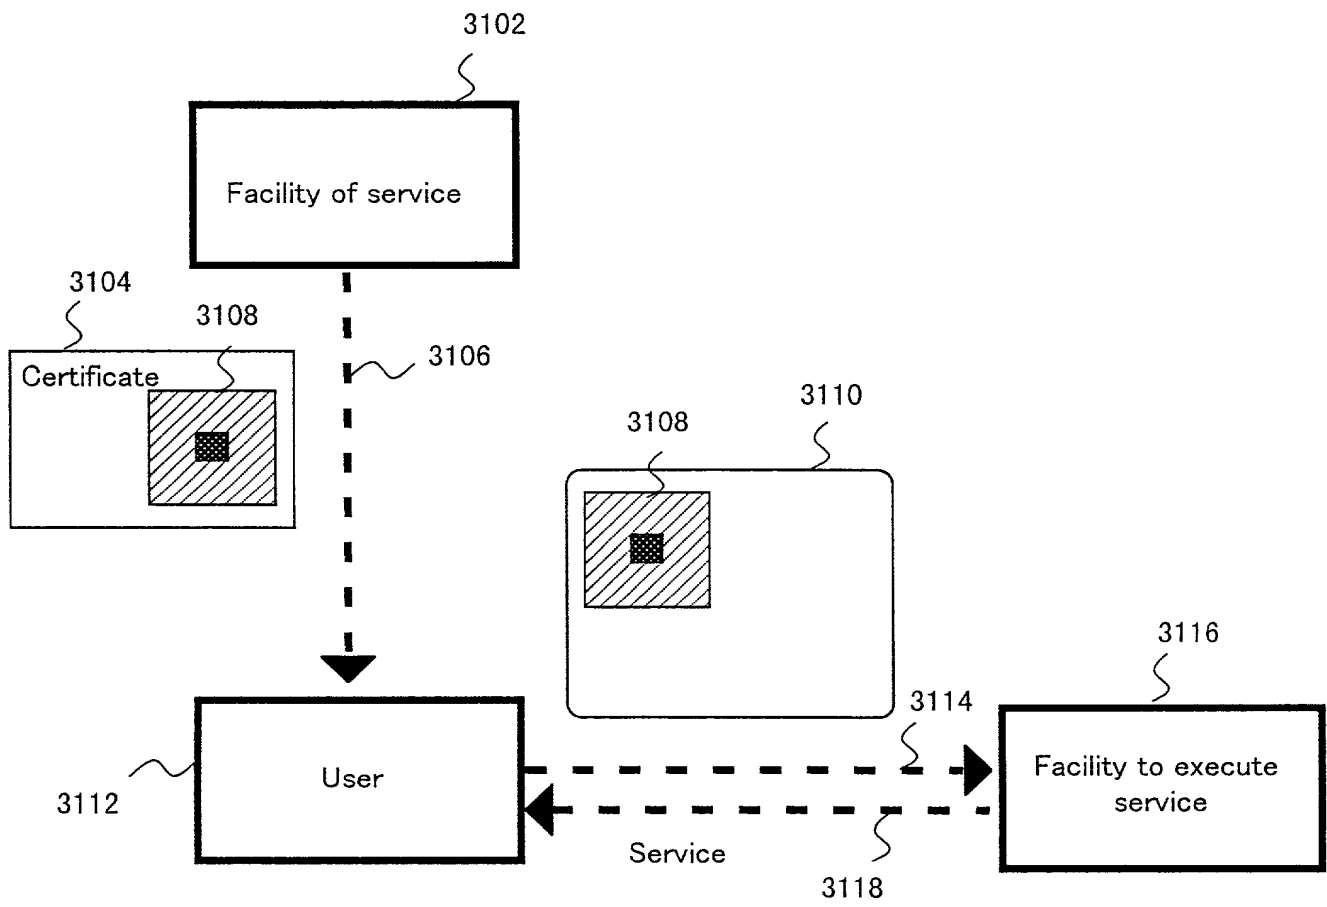 3102
Facility of service
3104
3108
3106
Certificate
3110
3108
3116
3114
Facility to execute
service
User
3112
Service
3118